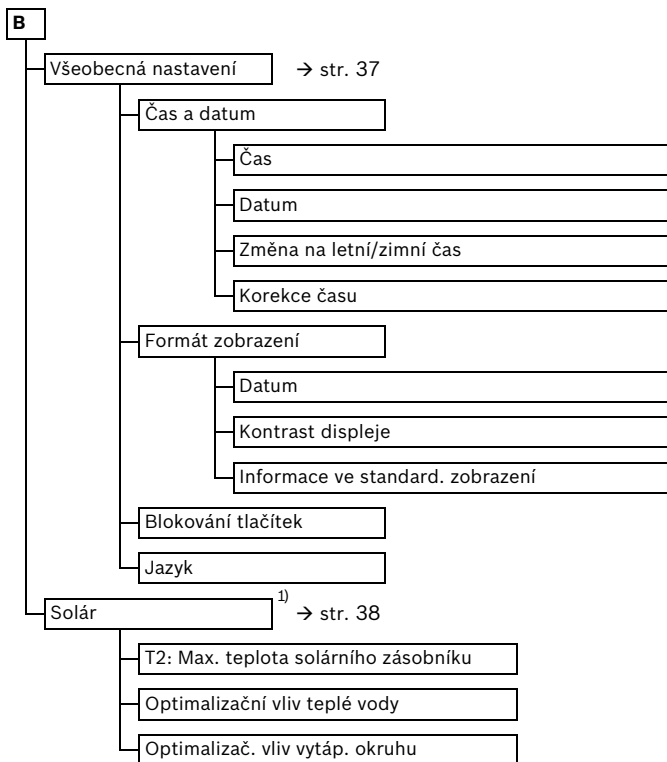 B
Všeobecná nastavení → str. 37
Čas a datum
Čas
Datum
Změna na letní/zimní čas
Korekce času
Formát zobrazení
Datum
Kontrast displeje
Informace ve standard. zobrazení
Blokování tlačítek
Jazyk
Solár 1) → str. 38
T2: Max. teplota solárního zásobníku
Optimalizační vliv teplé vody
Optimalizač. vliv vytáp. okruhu